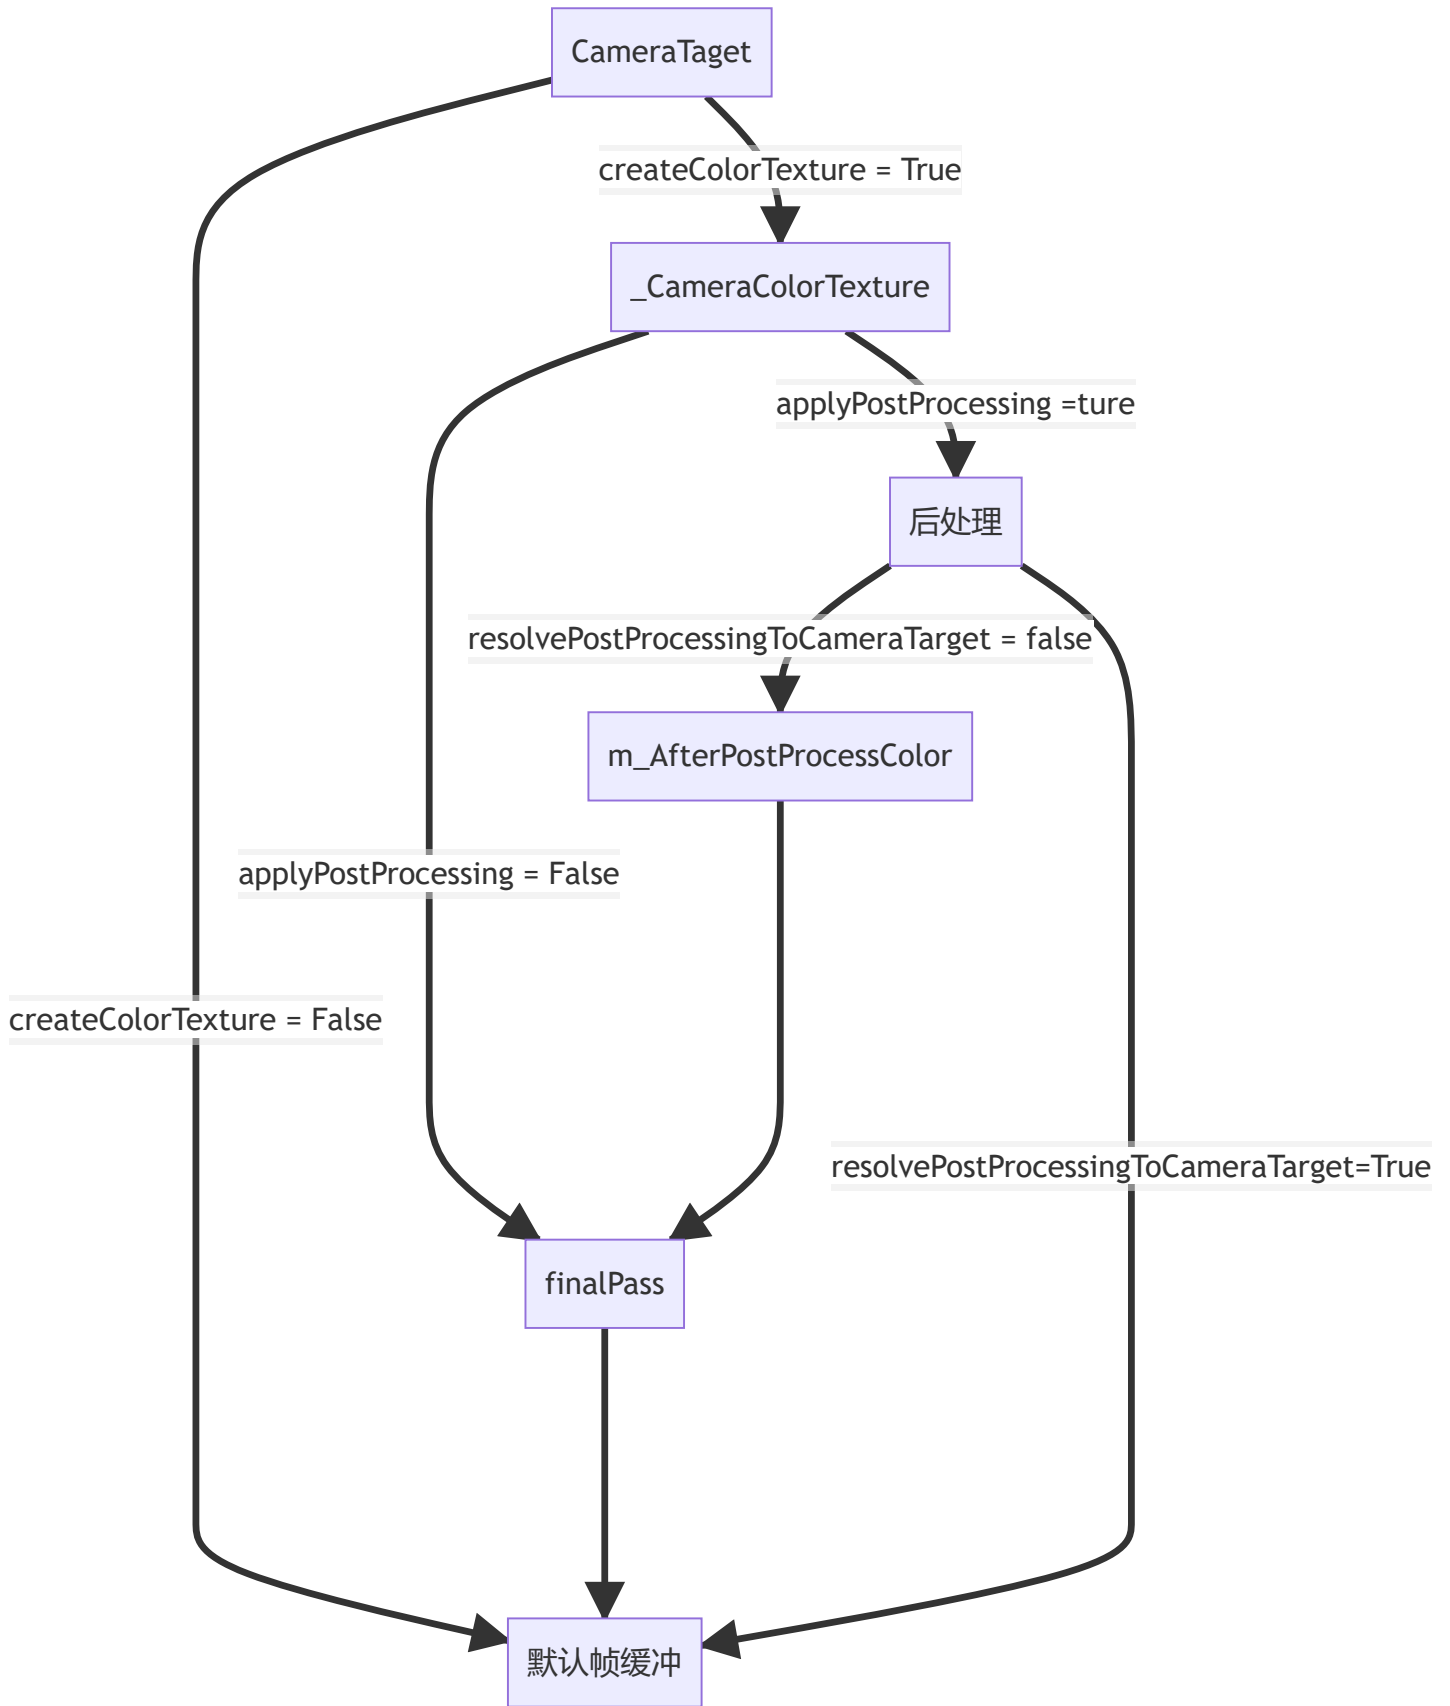 CameraTaget
createColorTexture = True
_CameraColorTexture
applyPostProcessing =ture
后处理
resolvePostProcessingToCameraTarget = false
m_AfterPostProcessColor
applyPostProcessing = False
createColorTexture = False
resolvePostProcessingToCameraTarget=True
finalPass
默认帧缓冲